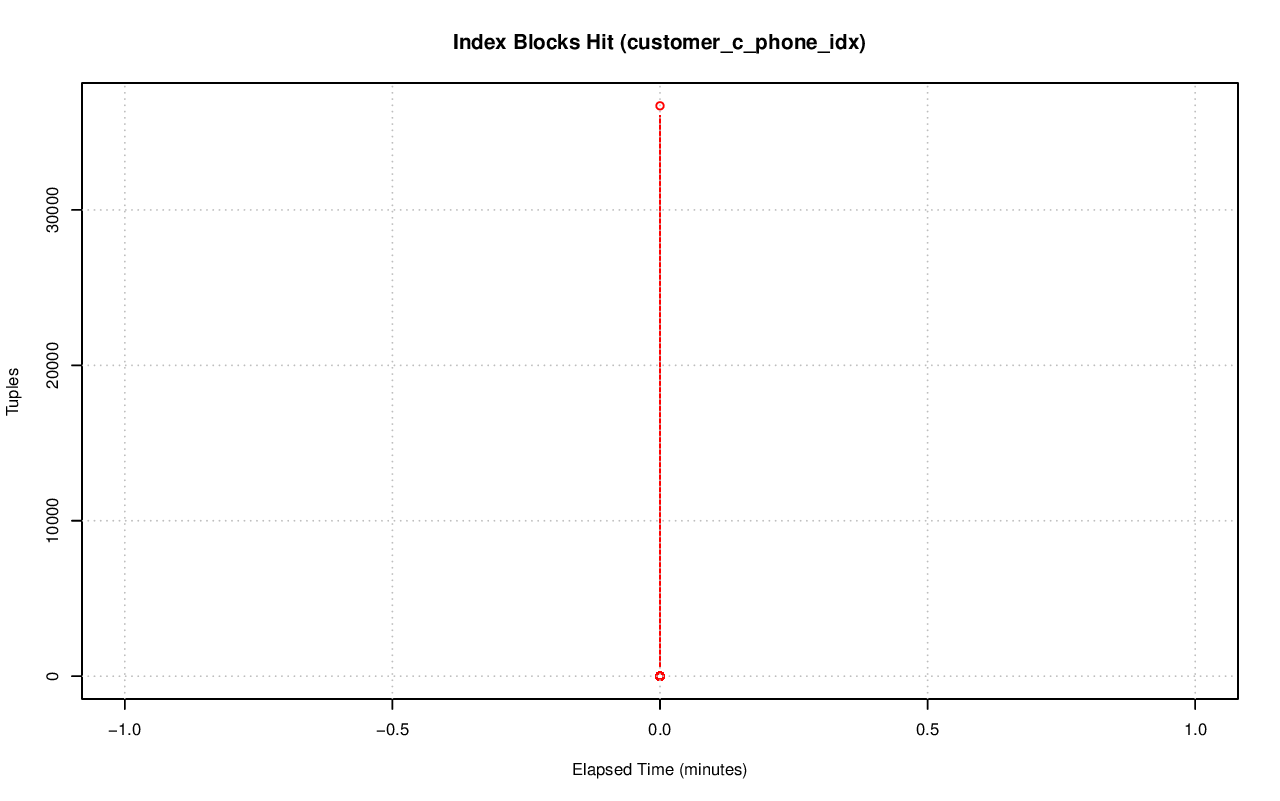 Index Blocks Hit (customer_c_phone_idx)
Tuples
30000
20000
10000
0
−1.0 −0.5 0.0 0.5 1.0
Elapsed Time (minutes)